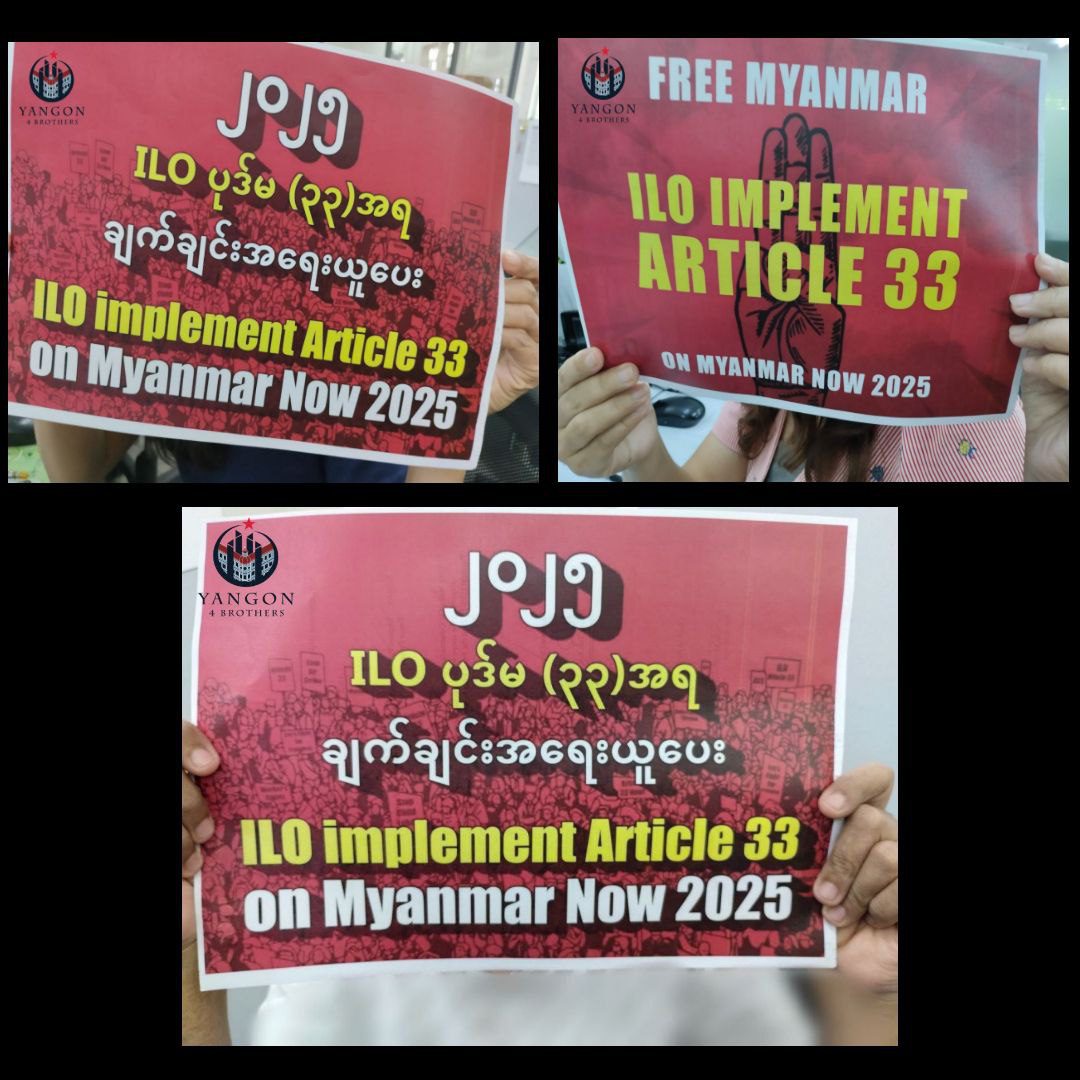 YANGON
4 BROTHERS
၂၀၂၅
ILO ပုဒ်မ (၃၃)အရ
ချက်ချင်းအရေးယူပေး
ILO implement Article 33
on Myanmar Now 2025
YANGON
4 BROTHERS
FREE MYANMAR
ILO IMPLEMENT
ARTICLE 33
ON MYANMAR NOW 2025
YANGON
4 BROTHERS
၂၀၂၅
ILO ပုဒ်မ (၃၃)အရ
ချက်ချင်းအရေးယူပေး
ILO implement Article 33
on Myanmar Now 2025